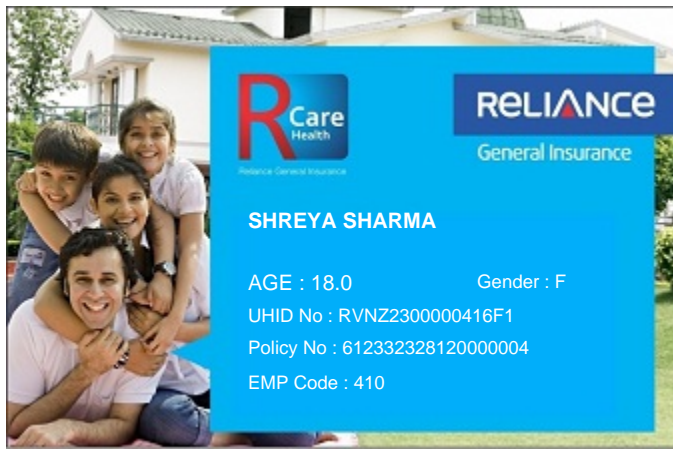 R Care
Health
Reliance General Insurance
RELIANCE
General Insurance
SHREYA SHARMA
AGE : 18.0 Gender : F
UHID No : RVNZ2300000416F1
Policy No : 612332328120000004
EMP Code : 410